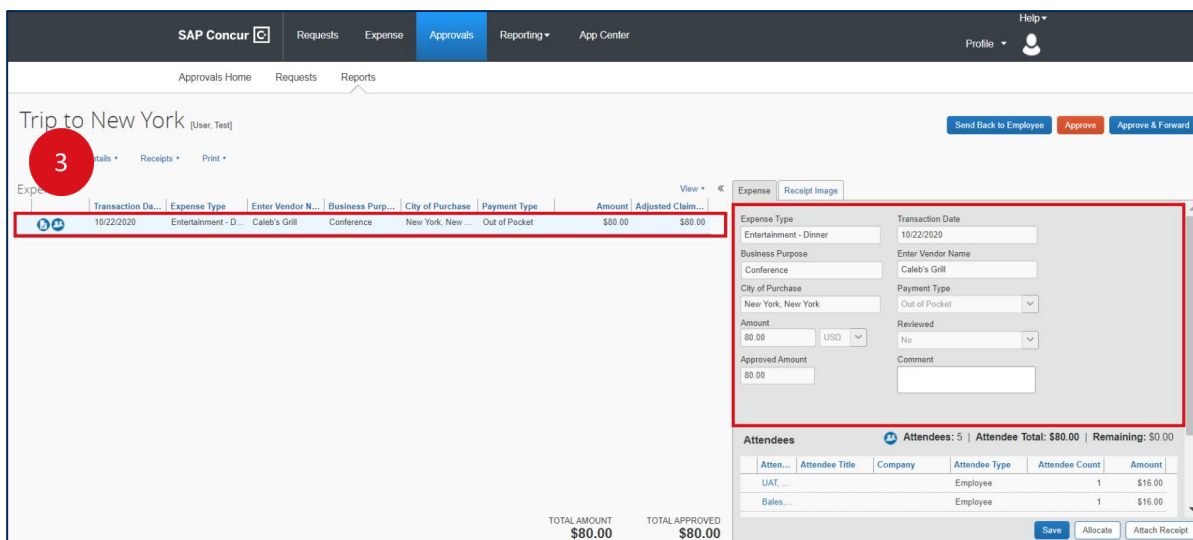 Help
SAP Concur C Requests Expense Approvals Reporting App Center Profile
Approvals Home Requests Reports
Trip to New York [User, Test]
Send Back to Employee Approve Approve & Forward
3
tails Receipts Print
Expe
View «
Transaction Da... Expense Type Enter Vendor N... Business Purp... City of Purchase Payment Type Amount Adjusted Claim...
10/22/2020 Entertainment - D... Caleb's Grill Conference New York, New ... Out of Pocket $80.00 $80.00
TOTAL AMOUNT TOTAL APPROVED
$80.00 $80.00
Expense Receipt Image
Expense Type Transaction Date
Entertainment - Dinner 10/22/2020
Business Purpose Enter Vendor Name
Conference Caleb's Grill
City of Purchase Payment Type
New York, New York Out of Pocket
Amount Reviewed
80.00 USD No
Approved Amount Comment
80.00
Attendees Attendees: 5 | Attendee Total: $80.00 | Remaining: $0.00
Atten... Attendee Title Company Attendee Type Attendee Count Amount
UAT, ... Employee 1 $16.00
Bales,... Employee 1 $16.00
Save Allocate Attach Receipt